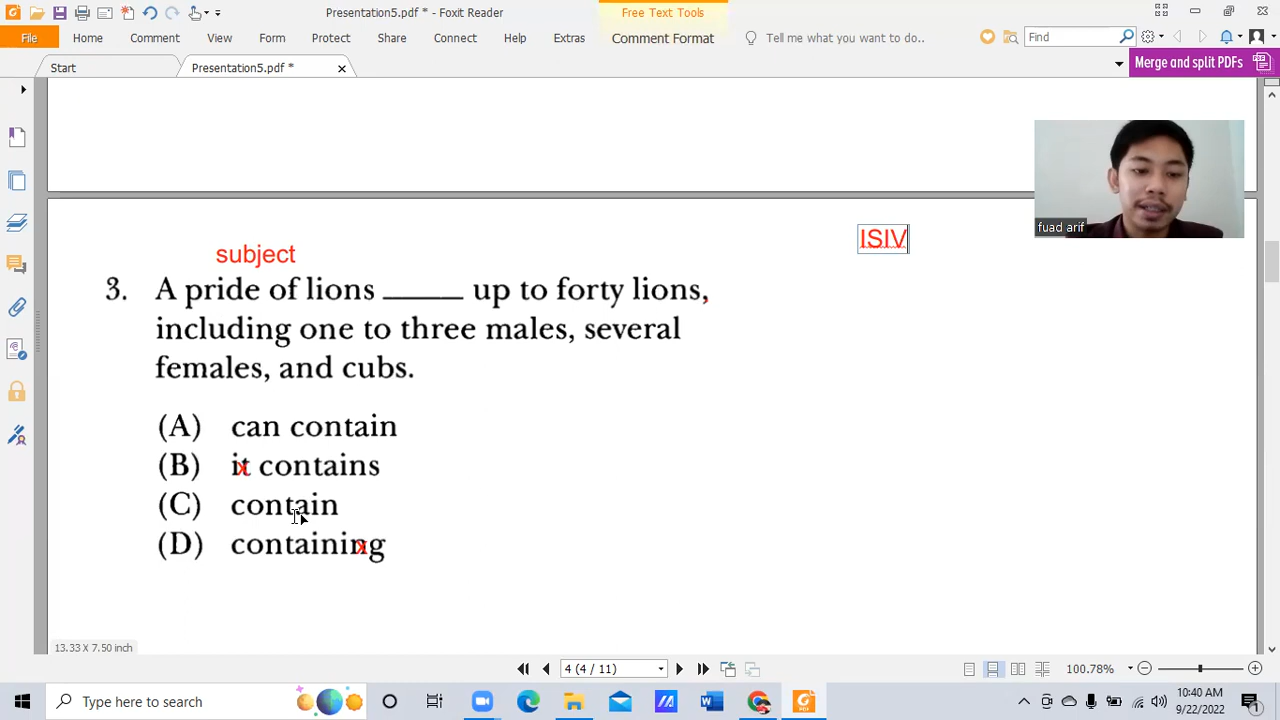 Presentation5.pdf * - Foxit Reader
Free Text Tools
File Home Comment View Form Protect Share Connect Help Extras Comment Format Tell me what you want to do.. Find
Start Presentation5.pdf * Merge and split PDFs
fuad arif
ISIV
subject
3. A pride of lions ______ up to forty lions,
including one to three males, several
females, and cubs.
(A) can contain
(B) it contains
x
(C) contain
(D) containing
x
13.33 X 7.50 inch
4 (4 / 11) 100.78%
Type here to search
10:40 AM
9/22/2022